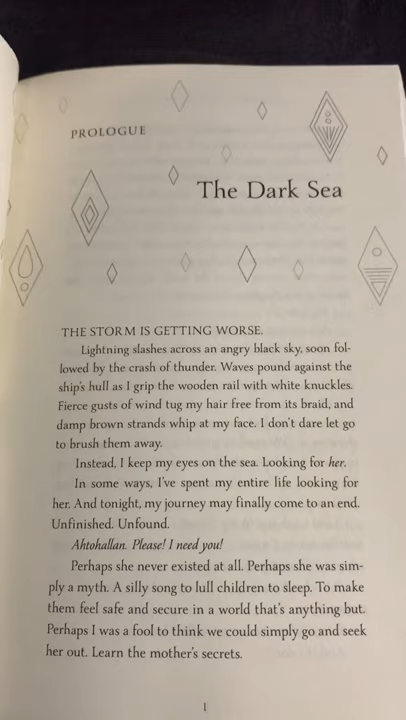 PROLOGUE
The Dark Sea
THE STORM IS GETTING WORSE.
Lightning slashes across an angry black sky, soon fol-
lowed by the crash of thunder. Waves pound against the
ship's hull as I grip the wooden rail with white knuckles.
Fierce gusts of wind tug my hair free from its braid, and
damp brown strands whip at my face. I don't dare let go
to brush them away.
Instead, I keep my eyes on the sea. Looking for her.
In some ways, I've spent my entire life looking for
her. And tonight, my journey may finally come to an end.
Unfinished. Unfound.
Ahtohallan. Please! I need you!
Perhaps she never existed at all. Perhaps she was sim-
ply a myth. A silly song to lull children to sleep. To make
them feel safe and secure in a world that's anything but.
Perhaps I was a fool to think we could simply go and seek
her out. Learn the mother's secrets.
1